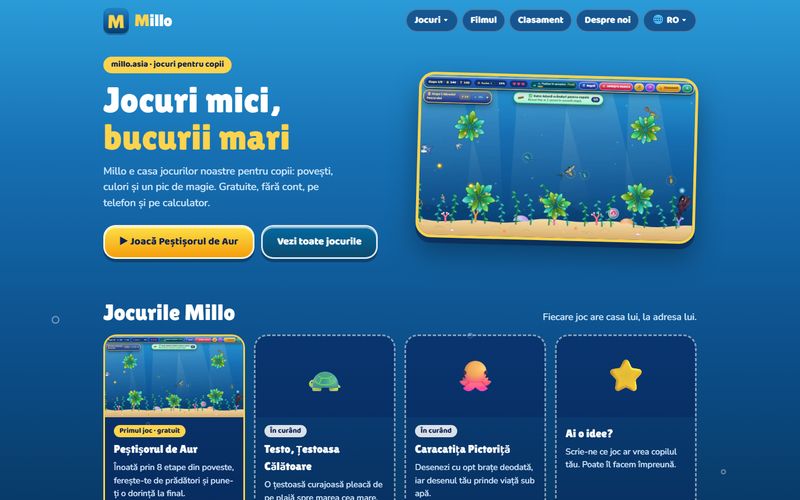 M Millo
Jocuri
Filmul
Clasament
Despre noi
RO
millo.asia · jocuri pentru copii
Jocuri mici,
bucurii mari
Millo e casa jocurilor noastre pentru copii: povești,
culori și un pic de magie. Gratuite, fără cont, pe
telefon și pe calculator.
Joacă Peștișorul de Aur
Vezi toate jocurile
Jocurile Millo
Fiecare joc are casa lui, la adresa lui.
Primul joc · gratuit
Peștișorul de Aur
Înoată prin 8 etape din poveste,
ferește-te de prădători și pune-
ți o dorință la final.
În curând
Testo, Țestoasa
Călătoare
O țestoasă curajoasă pleacă de
pe plajă spre marea cea mare.
În curând
Caracatița Pictoriță
Desenezi cu opt brațe deodată,
iar desenul tău prinde viață sub
apă.
Ai o idee?
Scrie-ne ce joc ar vrea copilul
tău. Poate îl facem împreună.